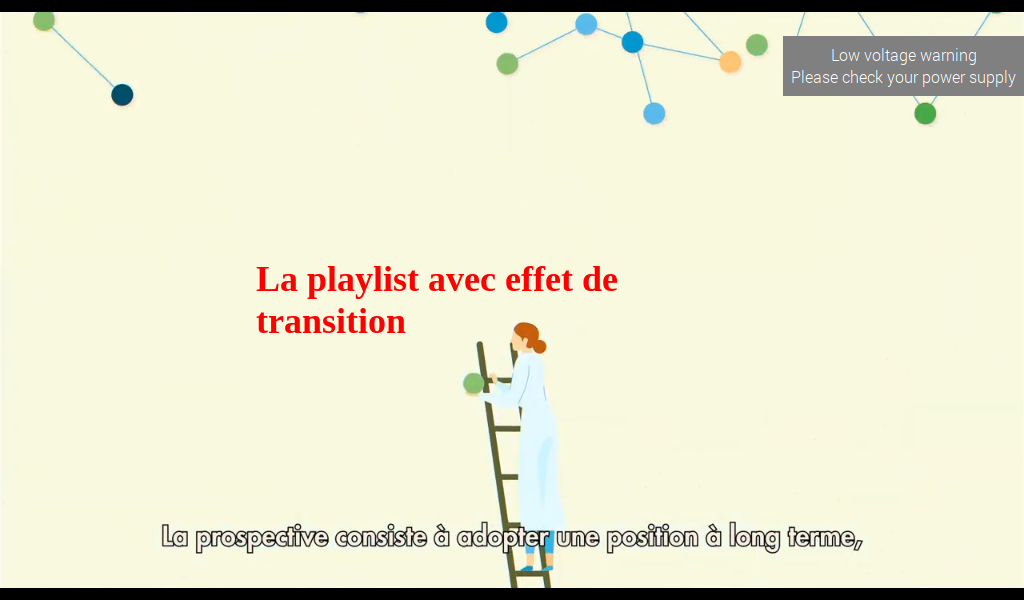 Low voltage warning
Please check your power supply
La playlist avec effet de
transition
La prospective consiste à adopter une position à long terme,